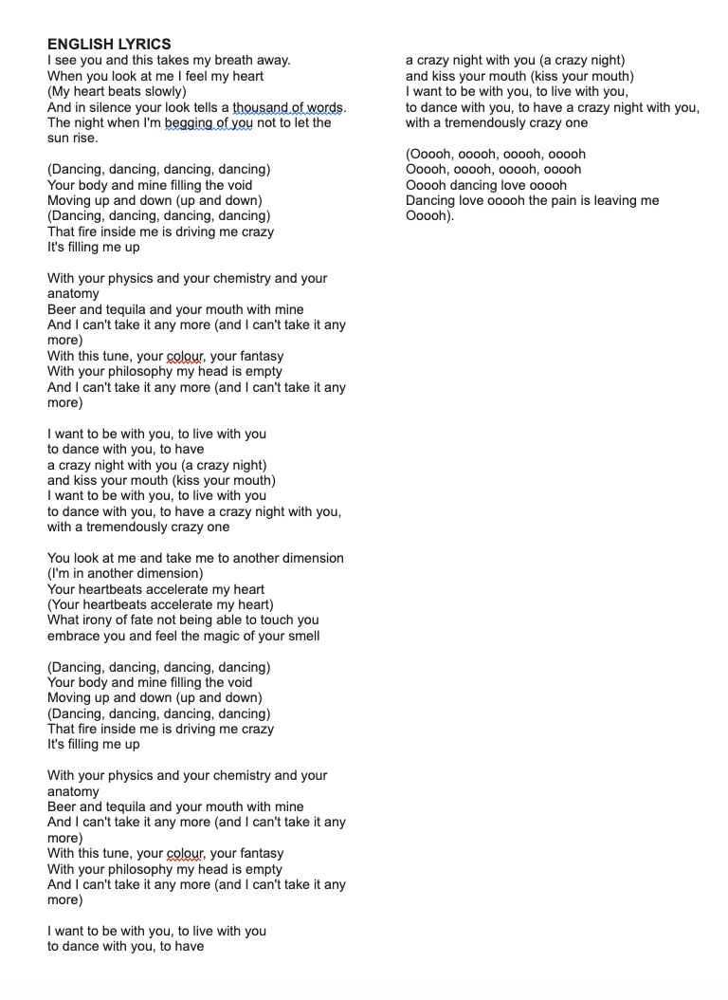 ENGLISH LYRICS
I see you and this takes my breath away.
When you look at me I feel my heart
(My heart beats slowly)
And in silence your look tells a thousand of words.
The night when I'm begging of you not to let the
sun rise.

(Dancing, dancing, dancing, dancing)
Your body and mine filling the void
Moving up and down (up and down)
(Dancing, dancing, dancing, dancing)
That fire inside me is driving me crazy
It's filling me up

With your physics and your chemistry and your
anatomy
Beer and tequila and your mouth with mine
And I can't take it any more (and I can't take it any
more)
With this tune, your colour, your fantasy
With your philosophy my head is empty
And I can't take it any more (and I can't take it any
more)

I want to be with you, to live with you
to dance with you, to have
a crazy night with you (a crazy night)
and kiss your mouth (kiss your mouth)
I want to be with you, to live with you
to dance with you, to have a crazy night with you,
with a tremendously crazy one

You look at me and take me to another dimension
(I'm in another dimension)
Your heartbeats accelerate my heart
(Your heartbeats accelerate my heart)
What irony of fate not being able to touch you
embrace you and feel the magic of your smell

(Dancing, dancing, dancing, dancing)
Your body and mine filling the void
Moving up and down (up and down)
(Dancing, dancing, dancing, dancing)
That fire inside me is driving me crazy
It's filling me up

With your physics and your chemistry and your
anatomy
Beer and tequila and your mouth with mine
And I can't take it any more (and I can't take it any
more)
With this tune, your colour, your fantasy
With your philosophy my head is empty
And I can't take it any more (and I can't take it any
more)

I want to be with you, to live with you
to dance with you, to have
a crazy night with you (a crazy night)
and kiss your mouth (kiss your mouth)
I want to be with you, to live with you,
to dance with you, to have a crazy night with you,
with a tremendously crazy one

(Ooooh, ooooh, ooooh, ooooh
Ooooh, ooooh, ooooh, ooooh
Ooooh dancing love ooooh
Dancing love ooooh the pain is leaving me
Ooooh).